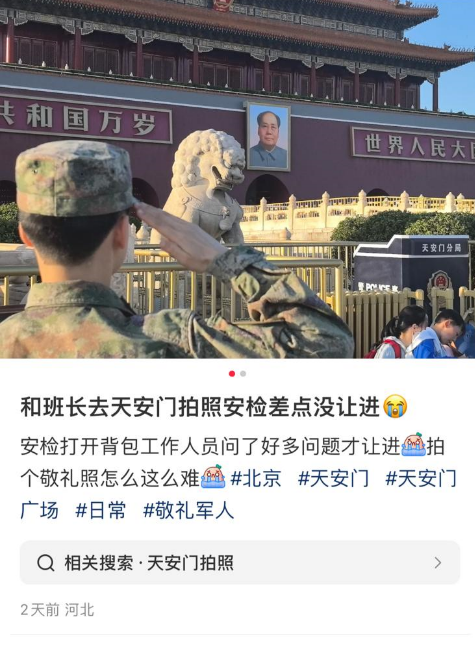 共和国万岁
世界人民大团
天安门分局
POLICE
和班长去天安门拍照安检差点没让进😭
安检打开背包工作人员问了好多问题才让进😭拍
个敬礼照怎么这么难😭#北京 #天安门 #天安门
广场 #日常 #敬礼军人
相关搜索·天安门拍照
2天前 河北